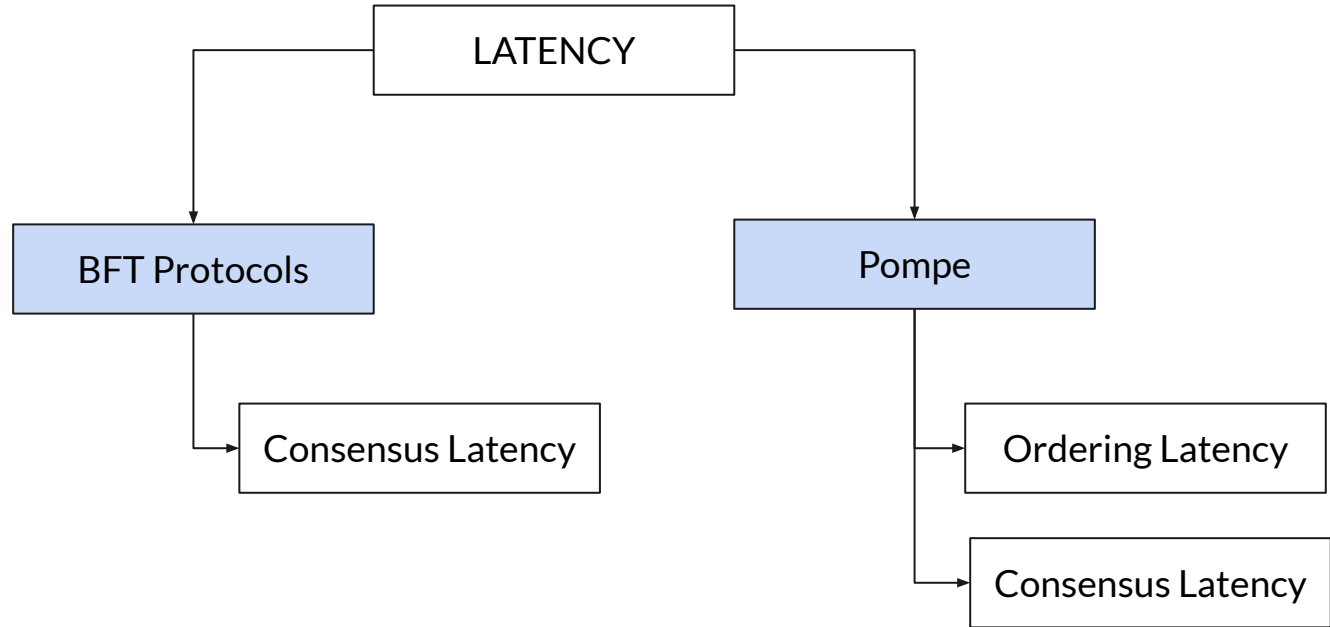 LATENCY
BFT Protocols
Pompe
Consensus Latency
Ordering Latency
Consensus Latency